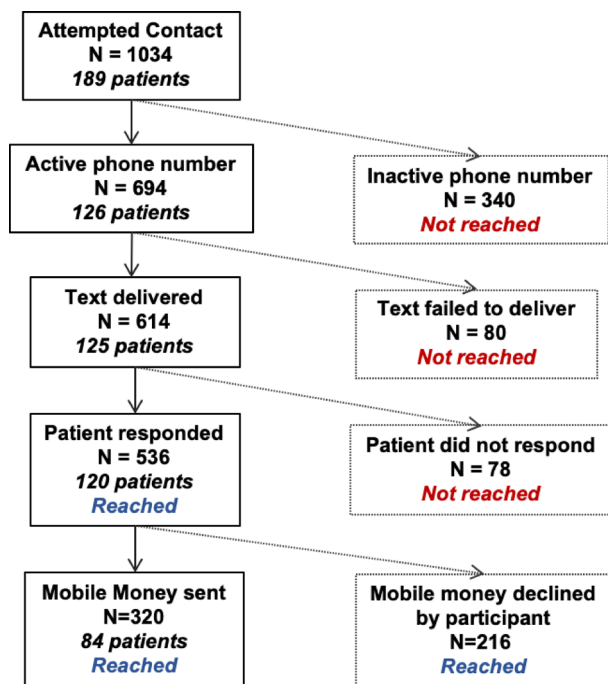 Attempted Contact
N = 1034
189 patients
Active phone number
N = 694
126 patients
Inactive phone number
N = 340
Not reached
Text delivered
N = 614
125 patients
Text failed to deliver
N = 80
Not reached
Patient responded
N = 536
120 patients
Reached
Patient did not respond
N = 78
Not reached
Mobile Money sent
N=320
84 patients
Reached
Mobile money declined
by participant
N=216
Reached